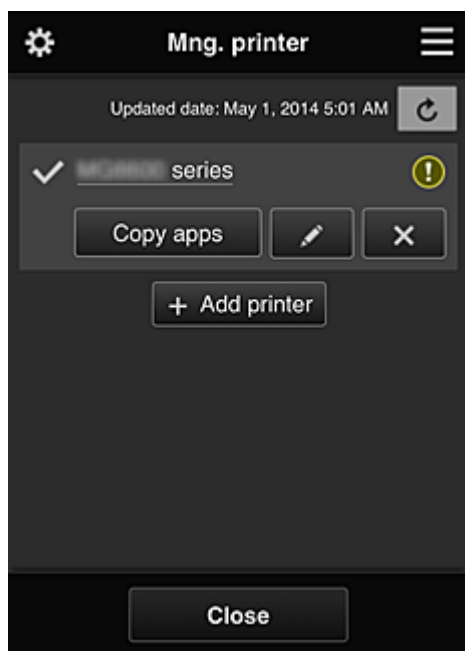 Mng. printer
Updated date: May 1, 2014 5:01 AM
series
Copy apps
+ Add printer
Close